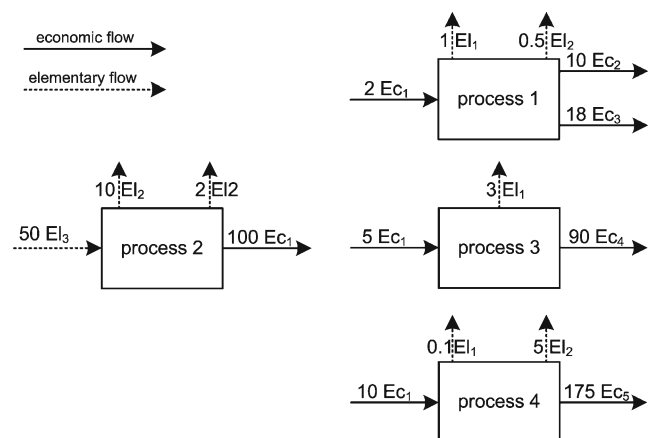 economic flow
elementary flow
1 El₁
0.5 El₂
2 Ec₁
process 1
10 Ec₂
18 Ec₃
10 El₂
2 El2
50 El₃
process 2
100 Ec₁
3 El₁
5 Ec₁
process 3
90 Ec₄
0.1 El₁
5 El₂
10 Ec₁
process 4
175 Ec₅